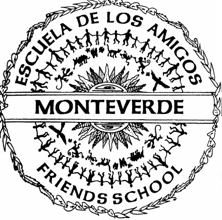 ESCUELA DE LOS AMIGOS
MONTEVERDE
FRIENDS SCHOOL